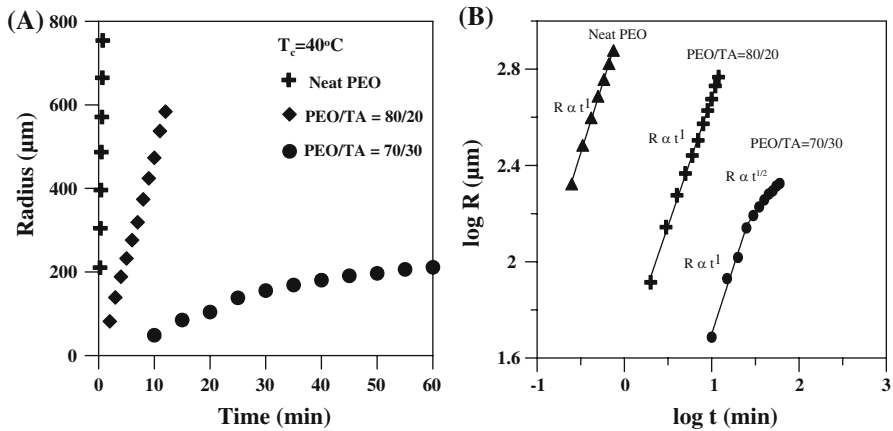 (A)
800
600
400
200
0
Radius (μm)
0 10 20 30 40 50 60
Time (min)
Tc=40°C
Neat PEO
PEO/TA = 80/20
PEO/TA = 70/30
(B)
2.8
2.4
2
1.6
log R (μm)
-1 0 1 2 3
log t (min)
Neat PEO
R α t1
PEO/TA=80/20
R α t1
PEO/TA=70/30
R α t1/2
R α t1